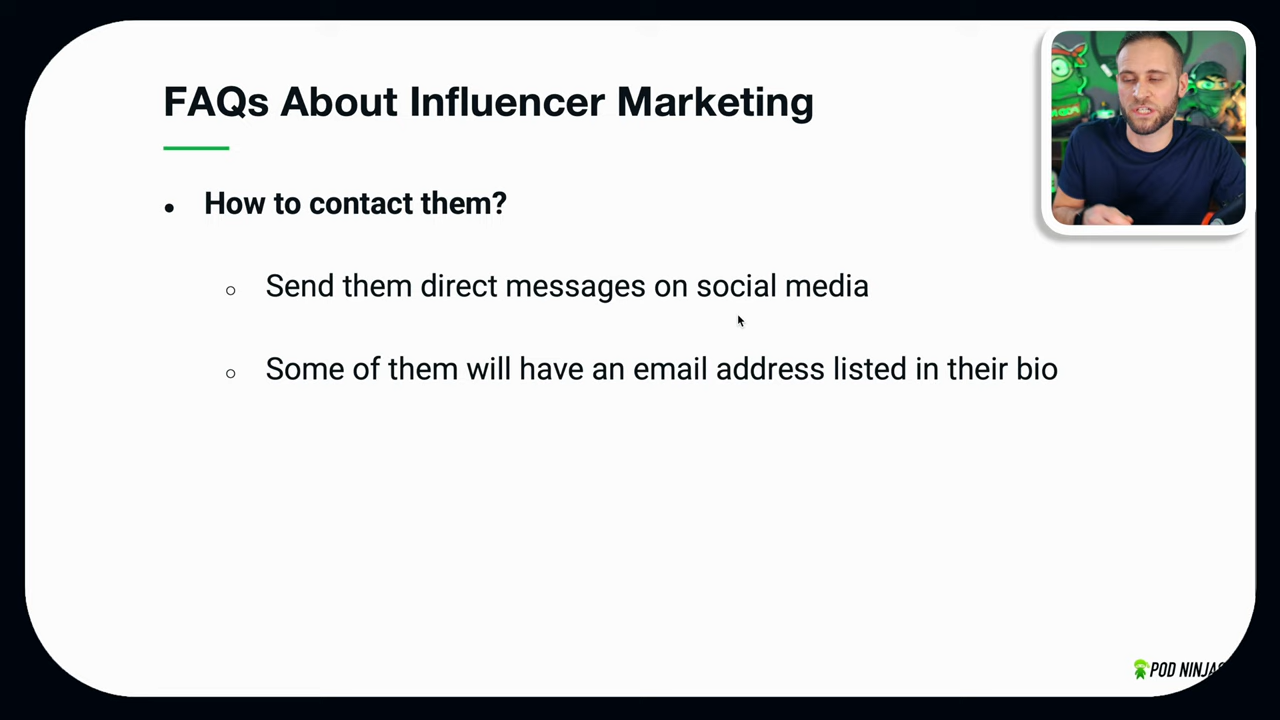 FAQs About Influencer Marketing
How to contact them?
Send them direct messages on social media
Some of them will have an email address listed in their bio
POD NINJAS